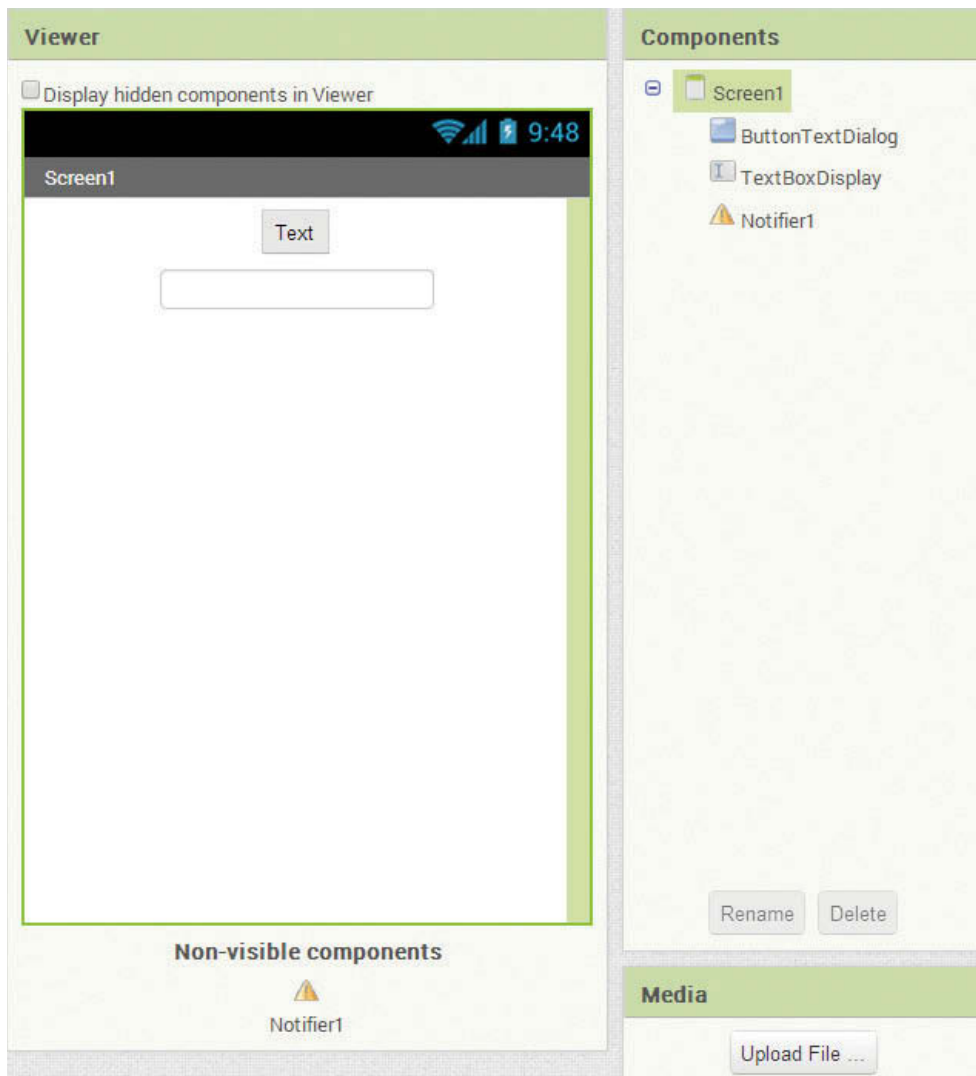 Viewer
Display hidden components in Viewer
9:48
Screen1
Text
Non-visible components
Notifier1
Components
Screen1
ButtonTextDialog
TextBoxDisplay
Notifier1
Rename Delete
Media
Upload File ...